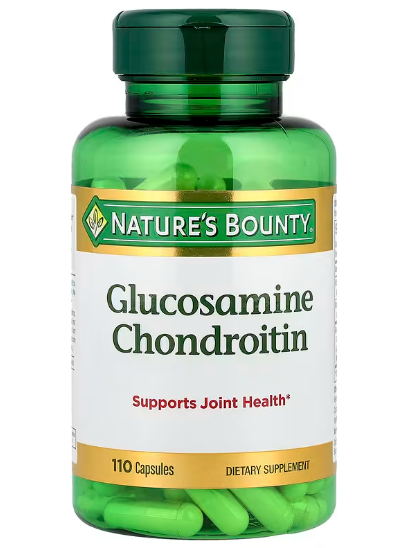 NATURE'S BOUNTY®
Glucosamine
Chondroitin
Supports Joint Health*
110 Capsules
DIETARY SUPPLEMENT